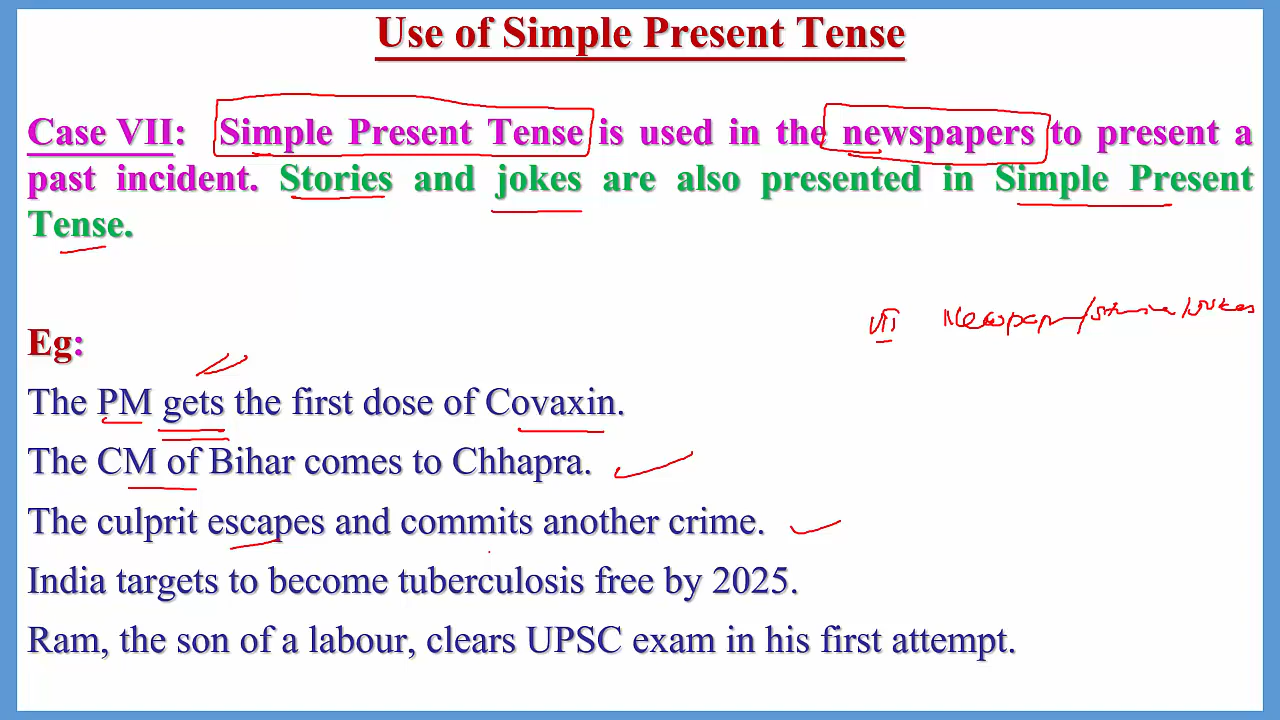 Use of Simple Present Tense
Case VII: Simple Present Tense is used in the newspapers to present a
past incident. Stories and jokes are also presented in Simple Present
Tense.
VII Newspaper/
Eg:
The PM gets the first dose of Covaxin.
The CM of Bihar comes to Chhapra.
The culprit escapes and commits another crime.
India targets to become tuberculosis free by 2025.
Ram, the son of a labour, clears UPSC exam in his first attempt.